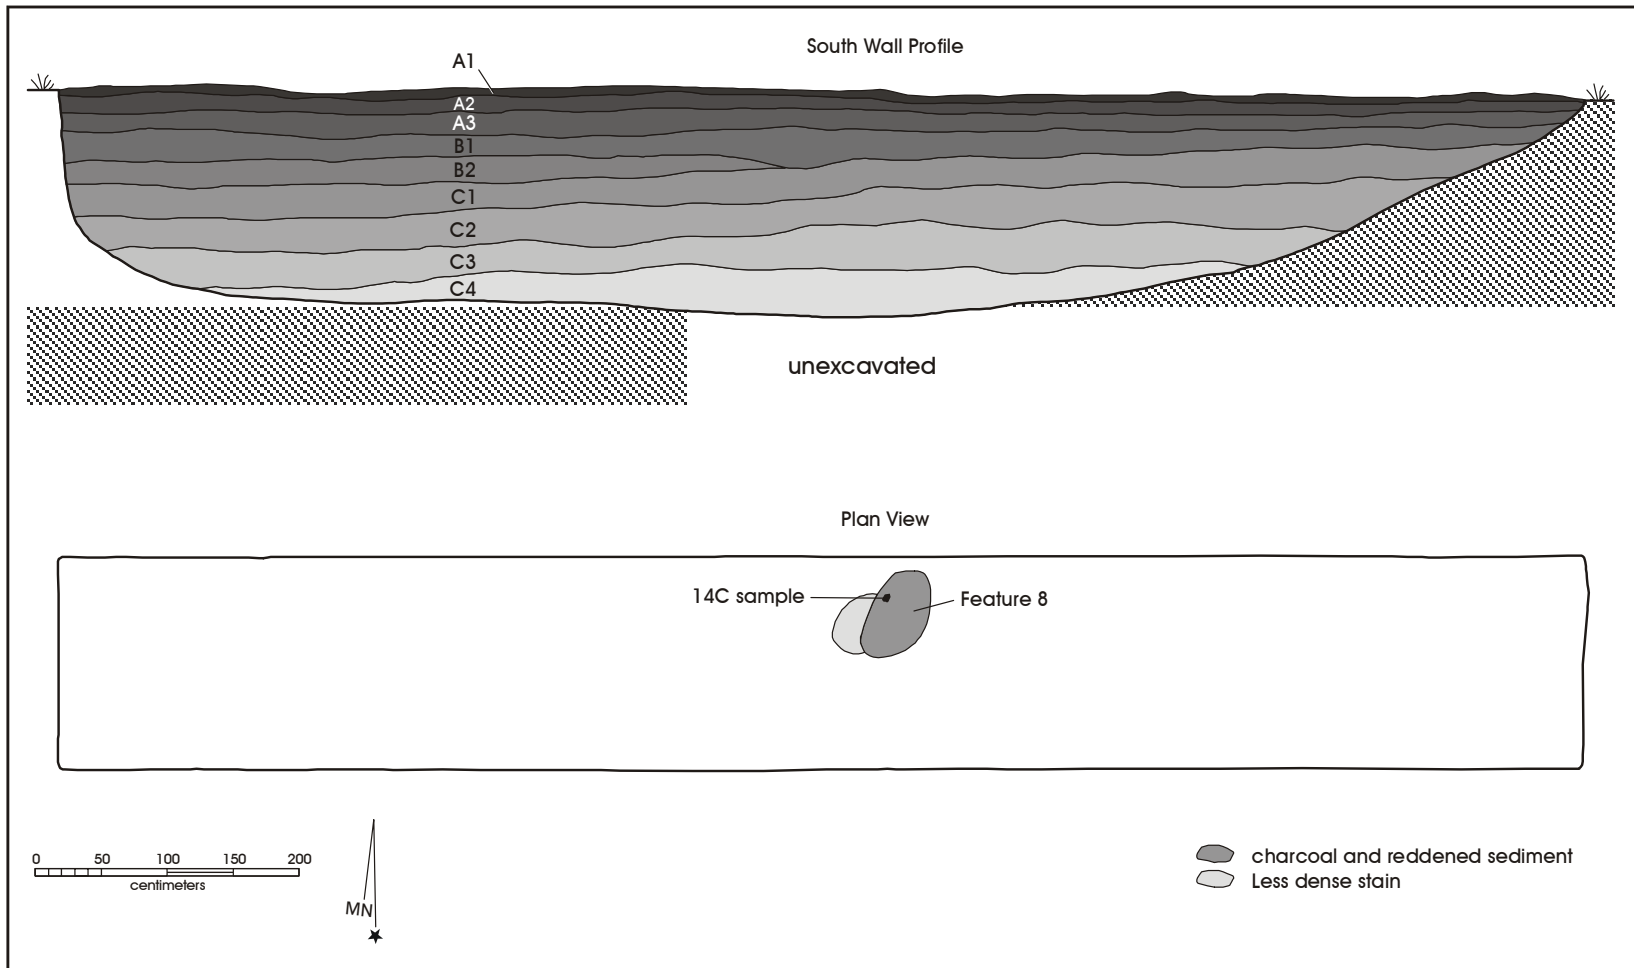 South Wall Profile
A1
A2
A3
B1
B2
C1
C2
C3
C4
unexcavated
Plan View
14C sample
Feature 8
0 50 100 150 200
centimeters
MN
charcoal and reddened sediment
Less dense stain